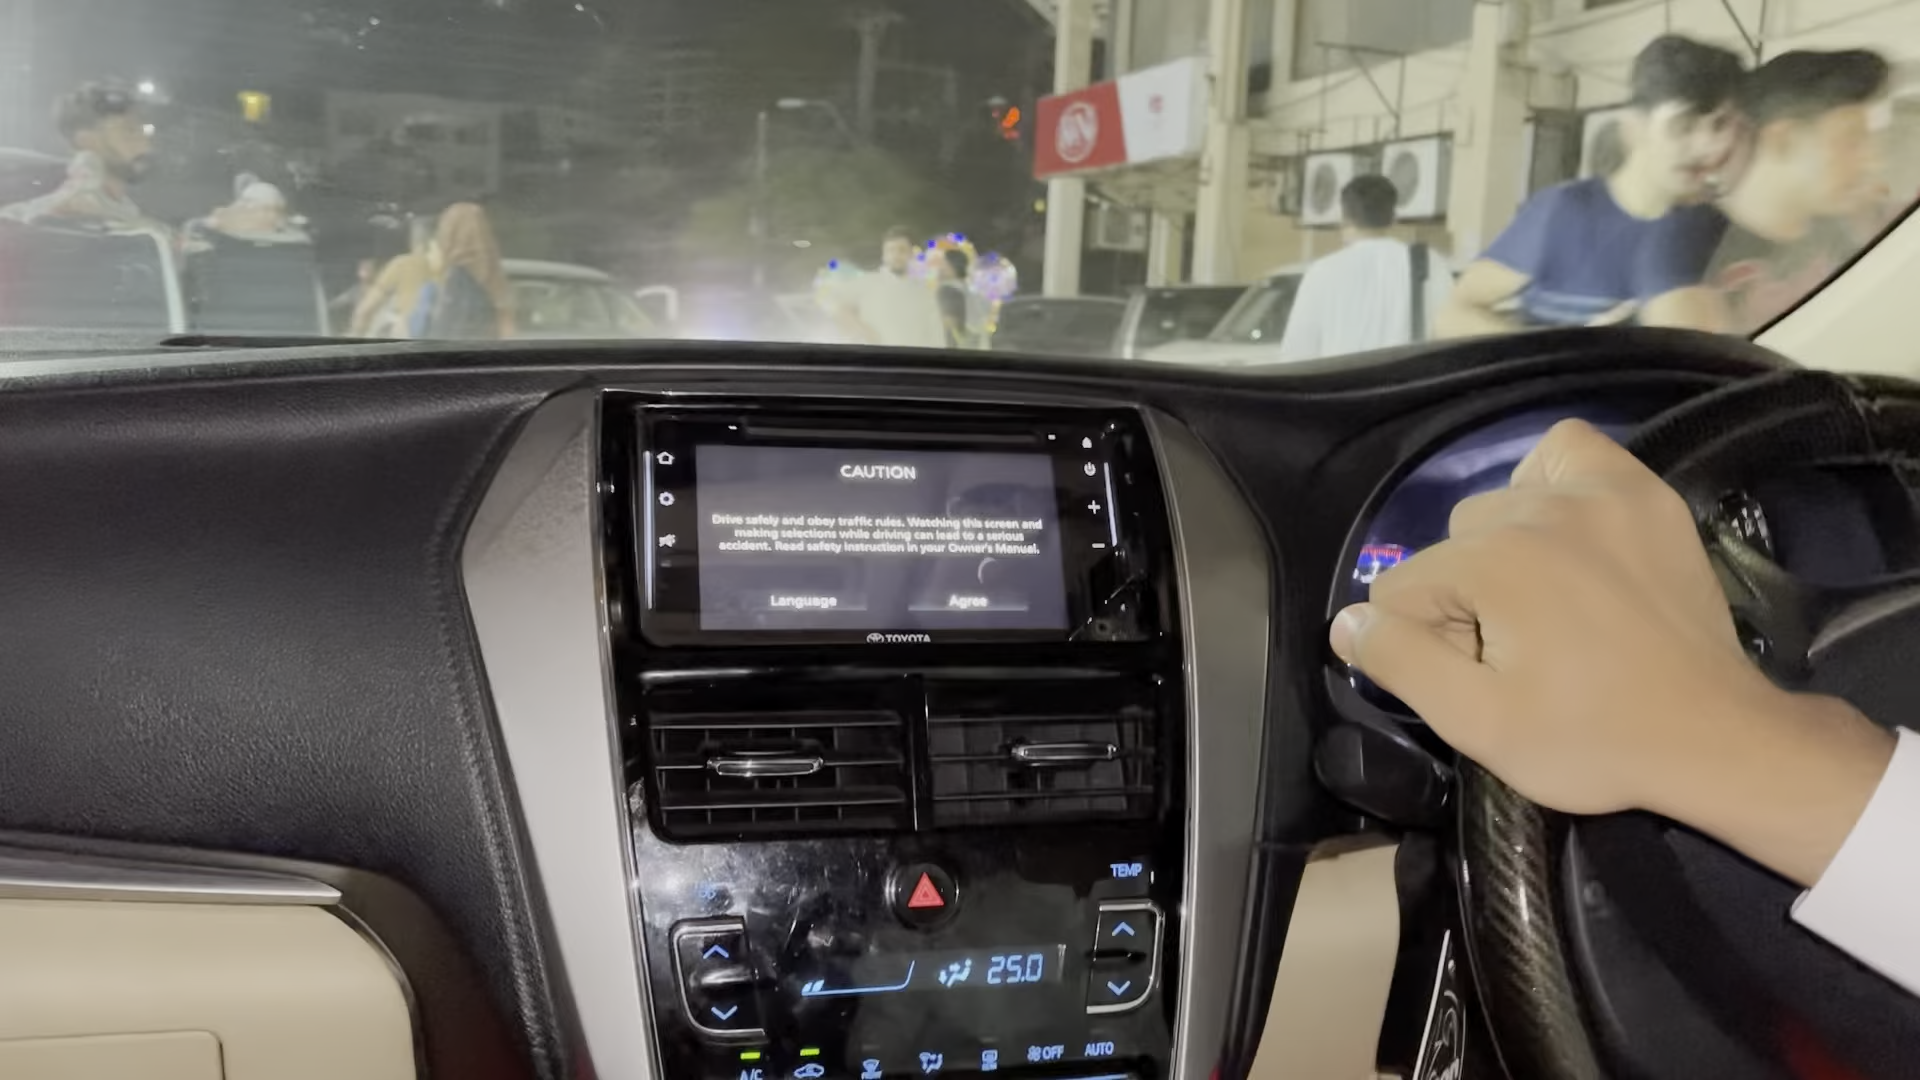 CAUTION
Drive safely and obey traffic rules. Watching this screen and
making selections while driving can lead to a serious
accident. Read safety instruction in your Owner's Manual.
Language Agree
TOYOTA
TEMP
25.0
A/C OFF AUTO